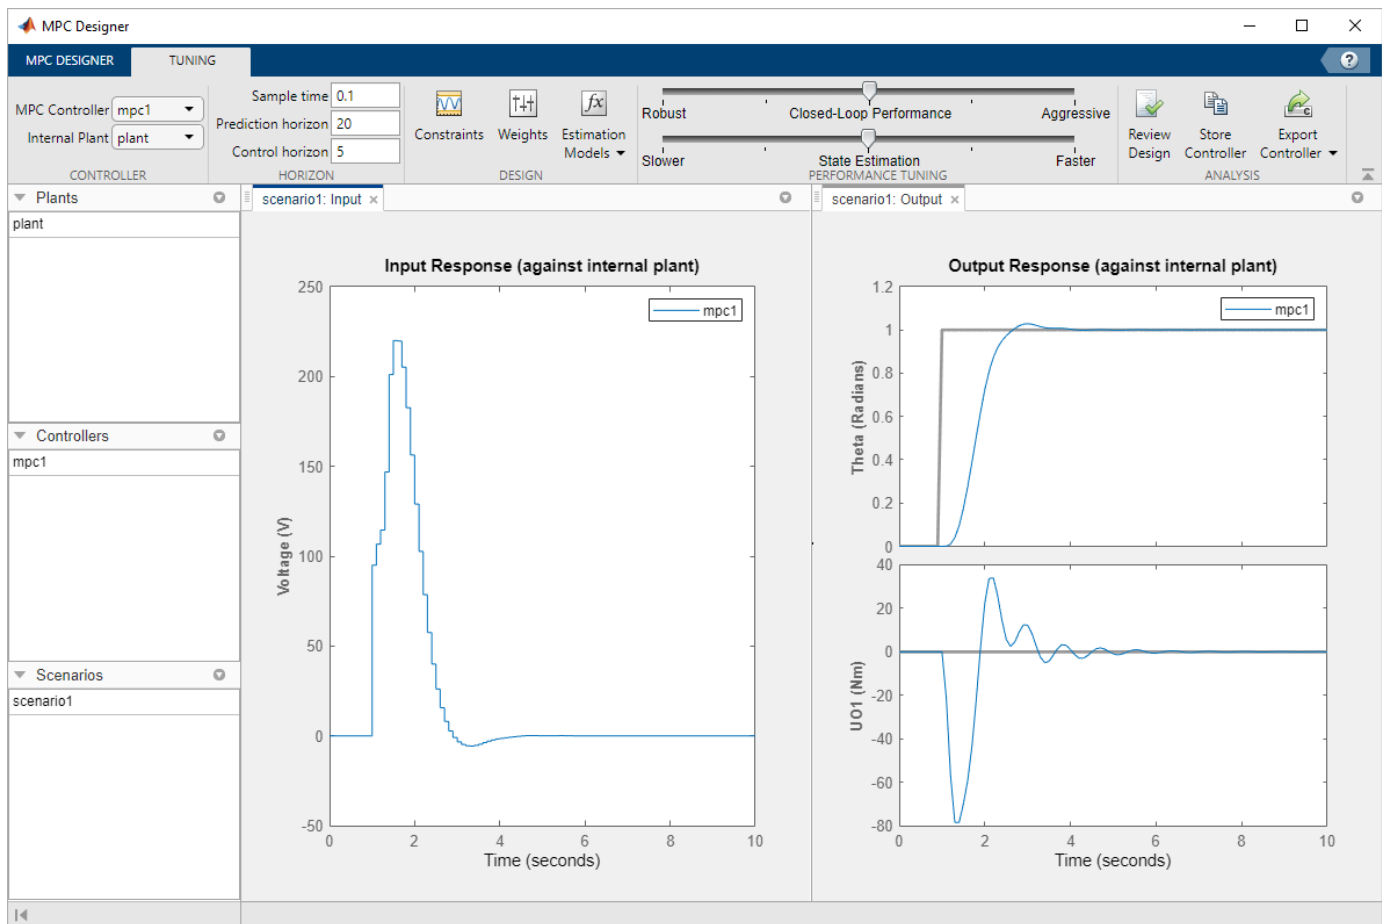 MPC Designer
MPC DESIGNER
TUNING
?
MPC Controller mpc1
Internal Plant plant
CONTROLLER
Sample time 0.1
Prediction horizon 20
Control horizon 5
HORIZON
Constraints
Weights
fx
Estimation
Models
DESIGN
Robust
Closed-Loop Performance
Aggressive
Slower
State Estimation
Faster
PERFORMANCE TUNING
Review
Design
Store
Controller
C
Export
Controller
ANALYSIS
Plants
plant
Controllers
mpc1
Scenarios
scenario1
scenario1: Input
Input Response (against internal plant)
mpc1
250
200
150
100
50
0
-50
Voltage (V)
0 2 4 6 8 10
Time (seconds)
scenario1: Output
Output Response (against internal plant)
mpc1
1.2
1
0.8
0.6
0.4
0.2
0
Theta (Radians)
40
20
0
-20
-40
-60
-80
UO1 (Nm)
0 2 4 6 8 10
Time (seconds)